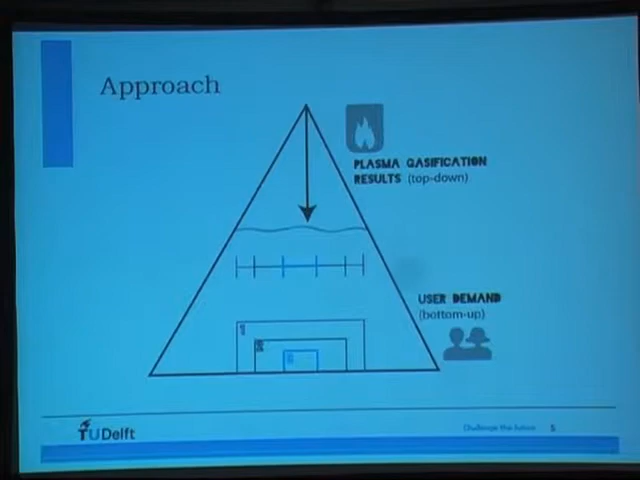 Approach
PLASMA GASIFICATION
RESULTS (top-down)
USER DEMAND
(bottom-up)
TUDelft
Challenge the future 5